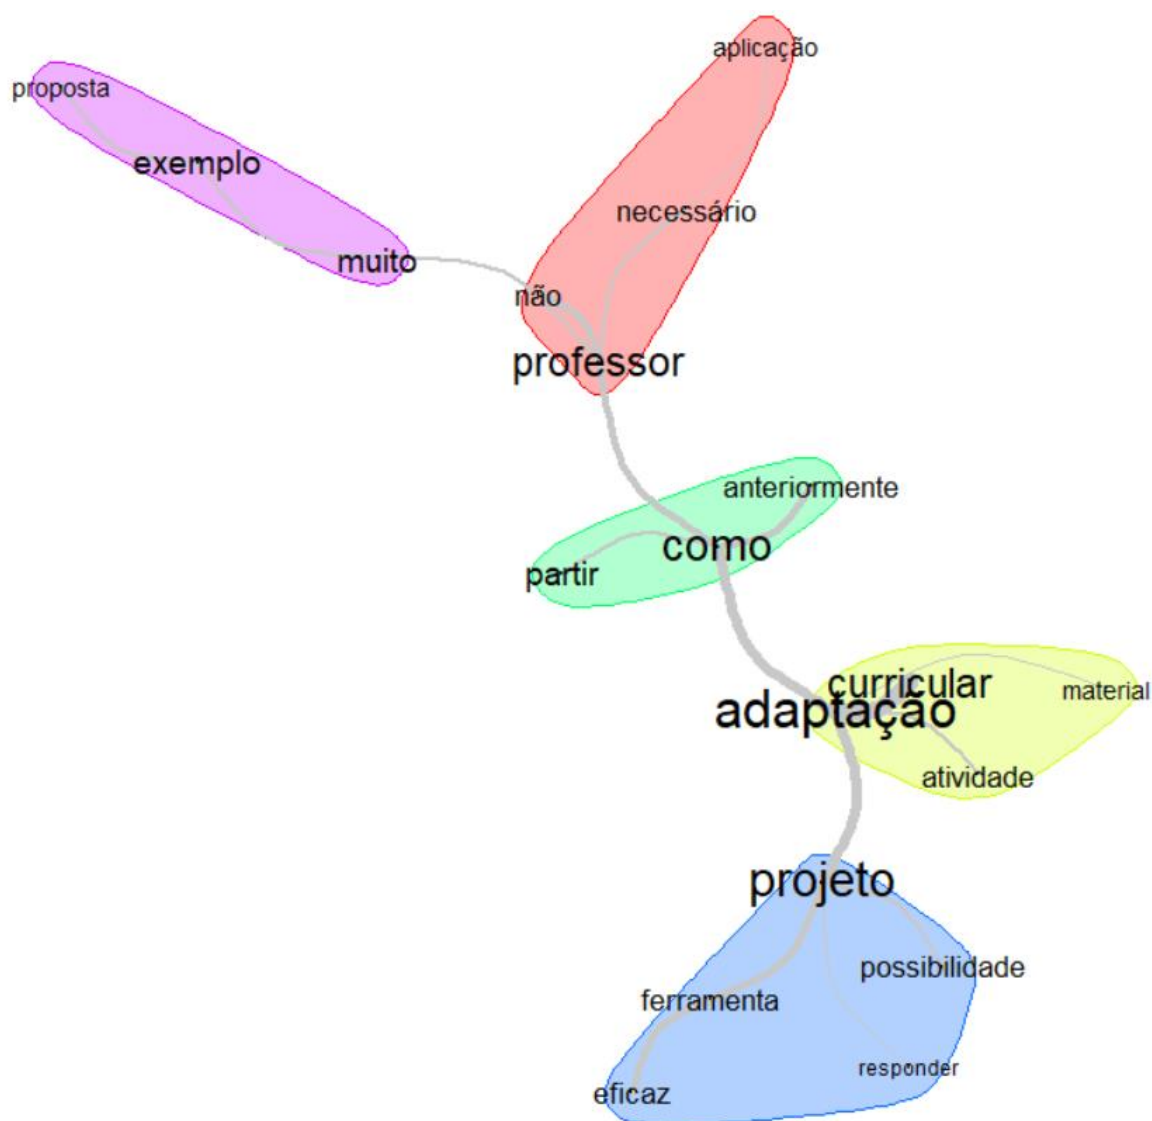 aplicação
proposta
exemplo
necessário
muito
não
professor
anteriormente
como
partir
curricular
material
adaptação
atividade
projeto
possibilidade
ferramenta
responder
eficaz